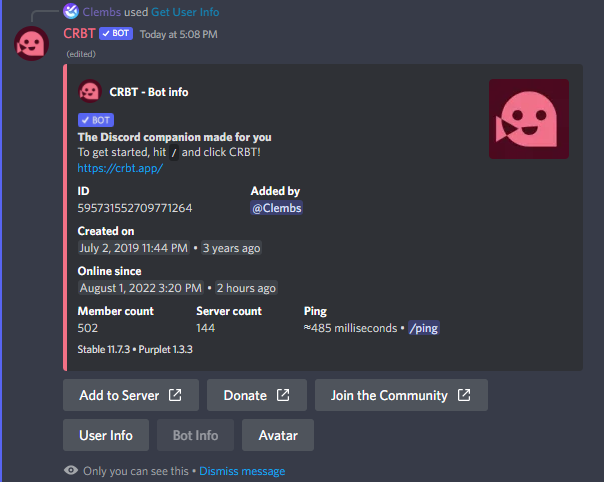 Clembs used Get User Info
CRBT ✓ BOT Today at 5:08 PM
(edited)
CRBT - Bot info
✓ BOT
The Discord companion made for you
To get started, hit / and click CRBT!
https://crbt.app/
ID Added by
595731552709771264 @Clembs
Created on
July 2, 2019 11:44 PM • 3 years ago
Online since
August 1, 2022 3:20 PM • 2 hours ago
Member count Server count Ping
502 144 ≈485 milliseconds • /ping
Stable 11.7.3 • Purplet 1.3.3
Add to Server Donate Join the Community
User Info Bot Info Avatar
Only you can see this • Dismiss message